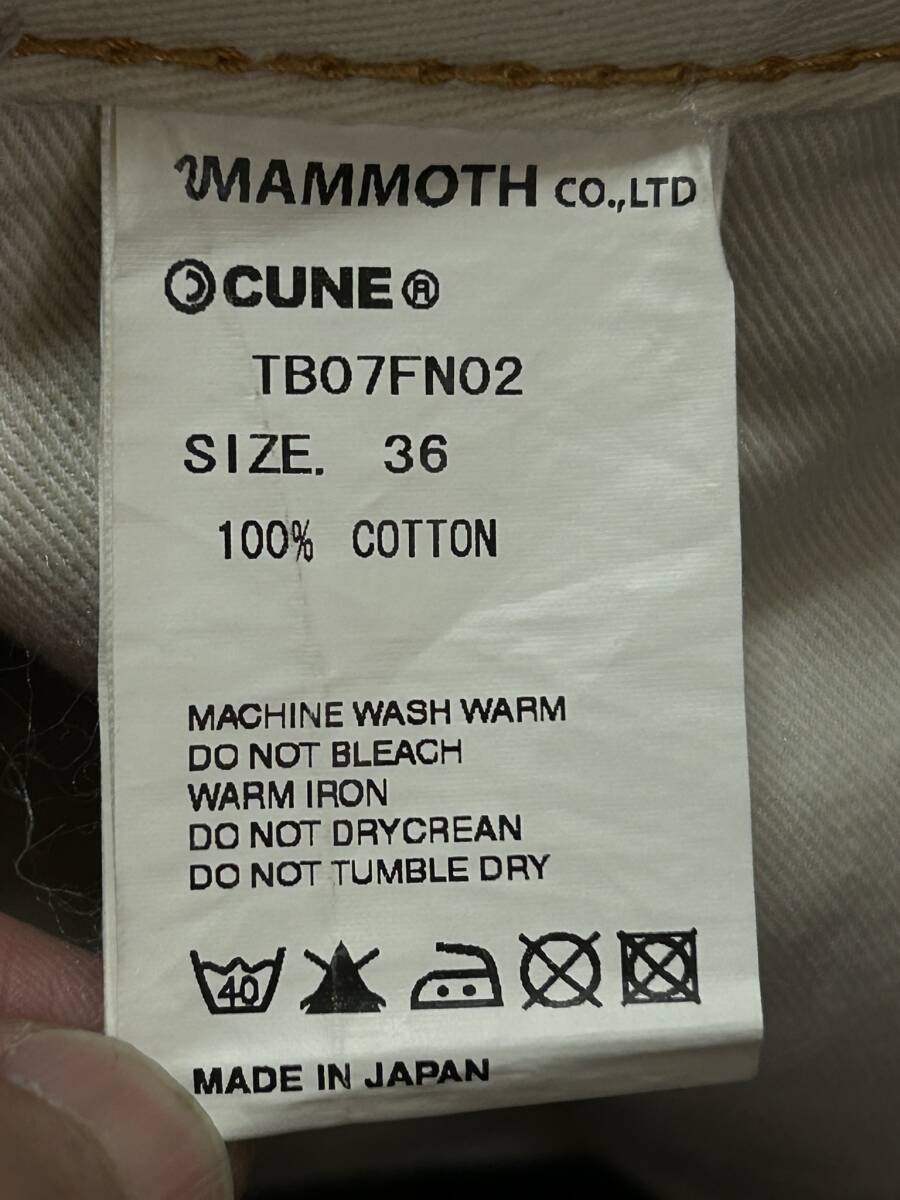 MAMMOTH CO.,LTD
CUNE®
TB07FN02
SIZE. 36
100% COTTON
MACHINE WASH WARM
DO NOT BLEACH
WARM IRON
DO NOT DRYCREAN
DO NOT TUMBLE DRY
40
MADE IN JAPAN